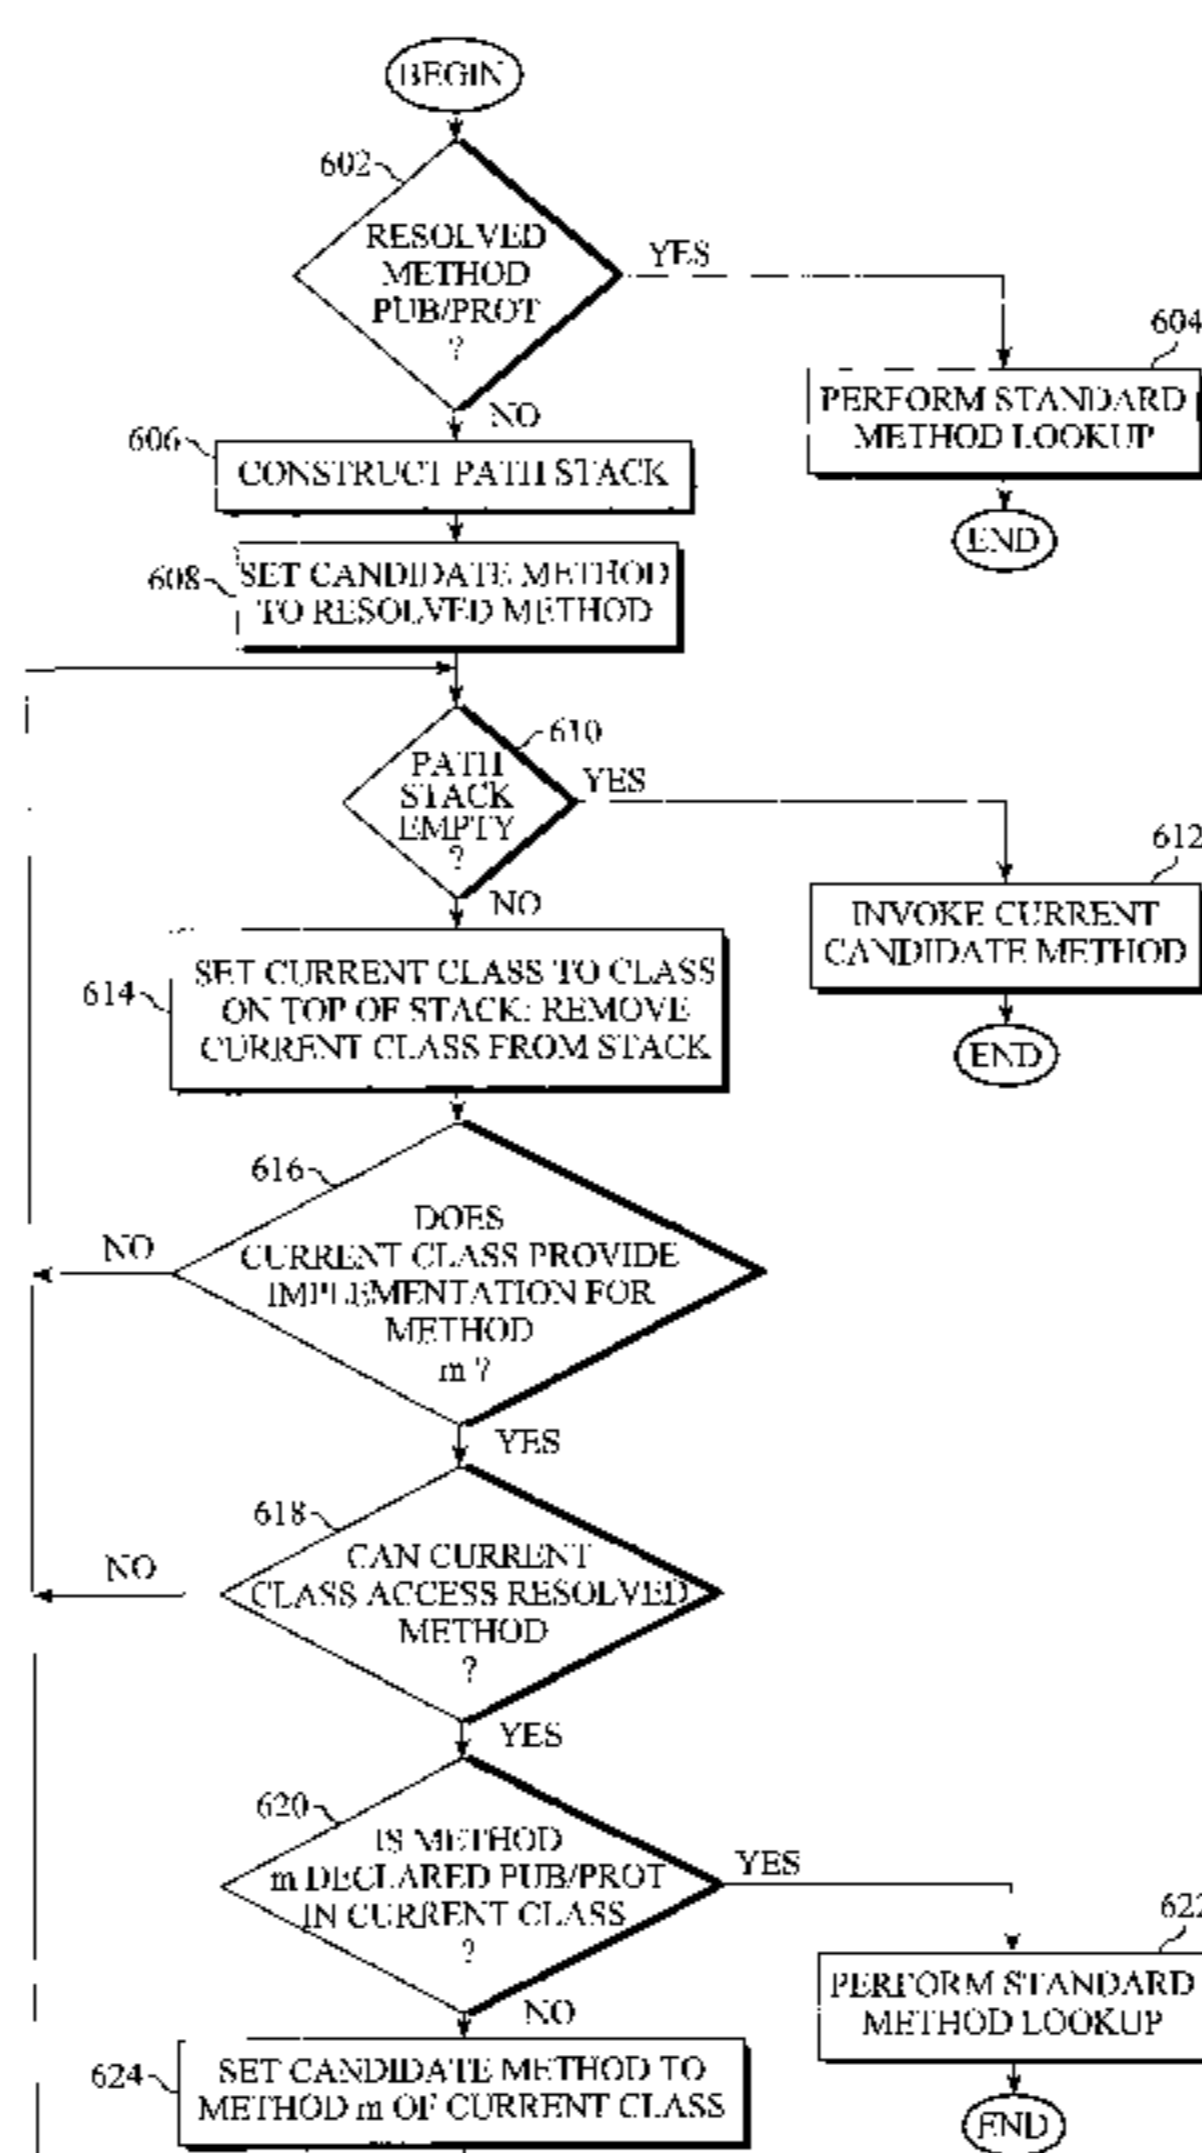 BEGIN
602
RESOLVED
METHOD
PUB/PROT
?
YES
604
PERFORM STANDARD
METHOD LOOKUP
END
NO
606
CONSTRUCT PATH STACK
608
SET CANDIDATE METHOD
TO RESOLVED METHOD
610
PATH
STACK
EMPTY
?
YES
612
INVOKE CURRENT
CANDIDATE METHOD
END
NO
614
SET CURRENT CLASS TO CLASS
ON TOP OF STACK: REMOVE
CURRENT CLASS FROM STACK
616
DOES
CURRENT CLASS PROVIDE
IMPLEMENTATION FOR
METHOD
m ?
NO
YES
618
CAN CURRENT
CLASS ACCESS RESOLVED
METHOD
?
NO
YES
620
IS METHOD
m DECLARED PUB/PROT
IN CURRENT CLASS
?
YES
622
PERFORM STANDARD
METHOD LOOKUP
END
NO
624
SET CANDIDATE METHOD TO
METHOD m OF CURRENT CLASS